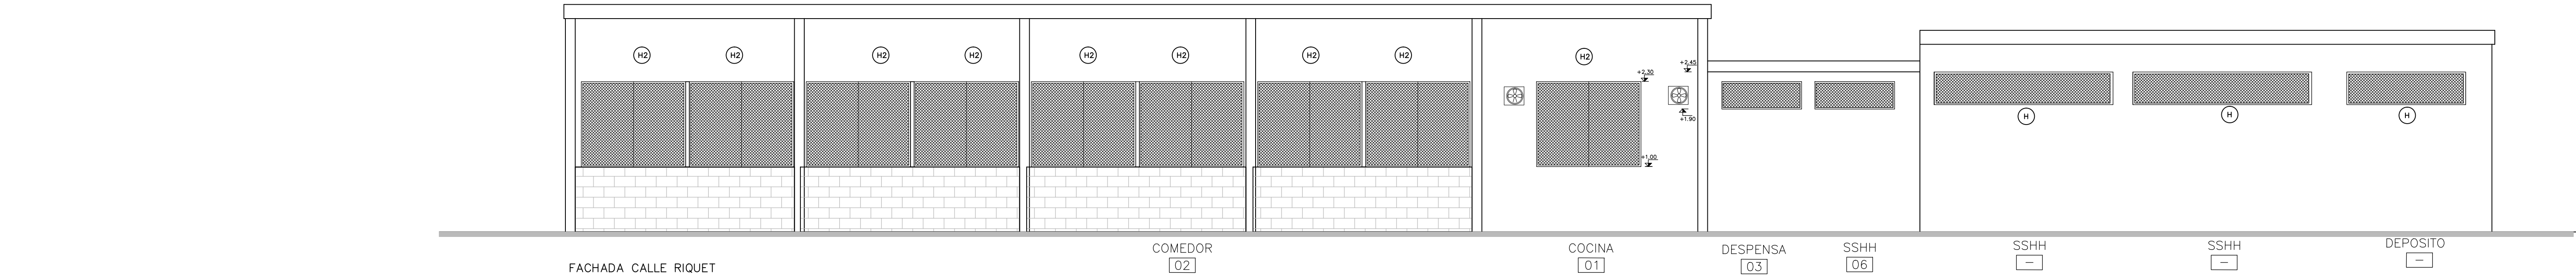 H2 H2 H2 H2 H2 H2 H2 H2 H2
+2,30
+2,45
+1,90
+1,00
H H H
COMEDOR
02
COCINA
01
DESPENSA
03
SSHH
06
SSHH
—
SSHH
—
DEPOSITO
—
FACHADA CALLE RIQUET